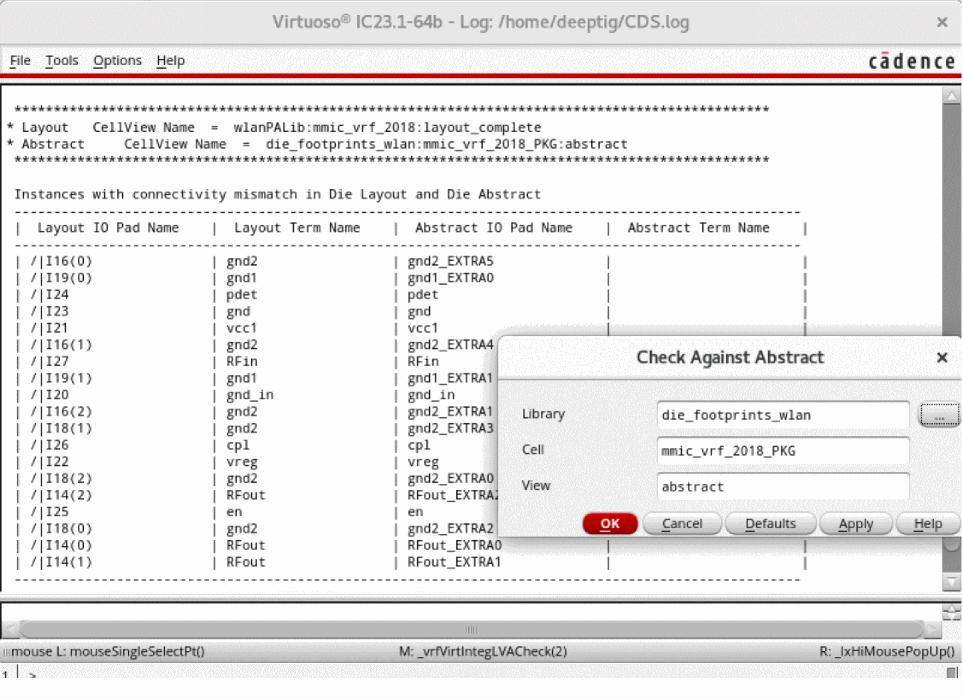 Virtuoso® IC23.1-64b - Log: /home/deeptig/CDS.log ×
File Tools Options Help cādence
************************************************************************************************
* Layout CellView Name = wlanPALib:mmic_vrf_2018:layout_complete
* Abstract CellView Name = die_footprints_wlan:mmic_vrf_2018_PKG:abstract
************************************************************************************************
Instances with connectivity mismatch in Die Layout and Die Abstract
----------------------------------------------------------------------------------------------------
| Layout IO Pad Name | Layout Term Name | Abstract IO Pad Name | Abstract Term Name |
----------------------------------------------------------------------------------------------------
| /|I16(0) | gnd2 | gnd2_EXTRA5 | |
| /|I19(0) | gnd1 | gnd1_EXTRA0 | |
| /|I24 | pdet | pdet | |
| /|I23 | gnd | gnd | |
| /|I21 | vcc1 | vcc1 | |
| /|I16(1) | gnd2 | gnd2_EXTRA4
| /|I27 | RFin | RFin
| /|I19(1) | gnd1 | gnd1_EXTRA1
| /|I20 | gnd_in | gnd_in
| /|I16(2) | gnd2 | gnd2_EXTRA1
| /|I18(1) | gnd2 | gnd2_EXTRA3
| /|I26 | cpl | cpl
| /|I22 | vreg | vreg
| /|I18(2) | gnd2 | gnd2_EXTRA0
| /|I14(2) | RFout | RFout_EXTRA2
| /|I25 | en | en
| /|I18(0) | gnd2 | gnd2_EXTRA2
| /|I14(0) | RFout | RFout_EXTRA0 | |
| /|I14(1) | RFout | RFout_EXTRA1 | |
----------------------------------------------------------------------------------------------------
Check Against Abstract ×
Library die_footprints_wlan ...
Cell mmic_vrf_2018_PKG
View abstract
OK Cancel Defaults Apply Help
mouse L: mouseSingleSelectPt() M: _vrfVirtIntegLVACheck(2) R: _lxHiMousePopUp()
1 >